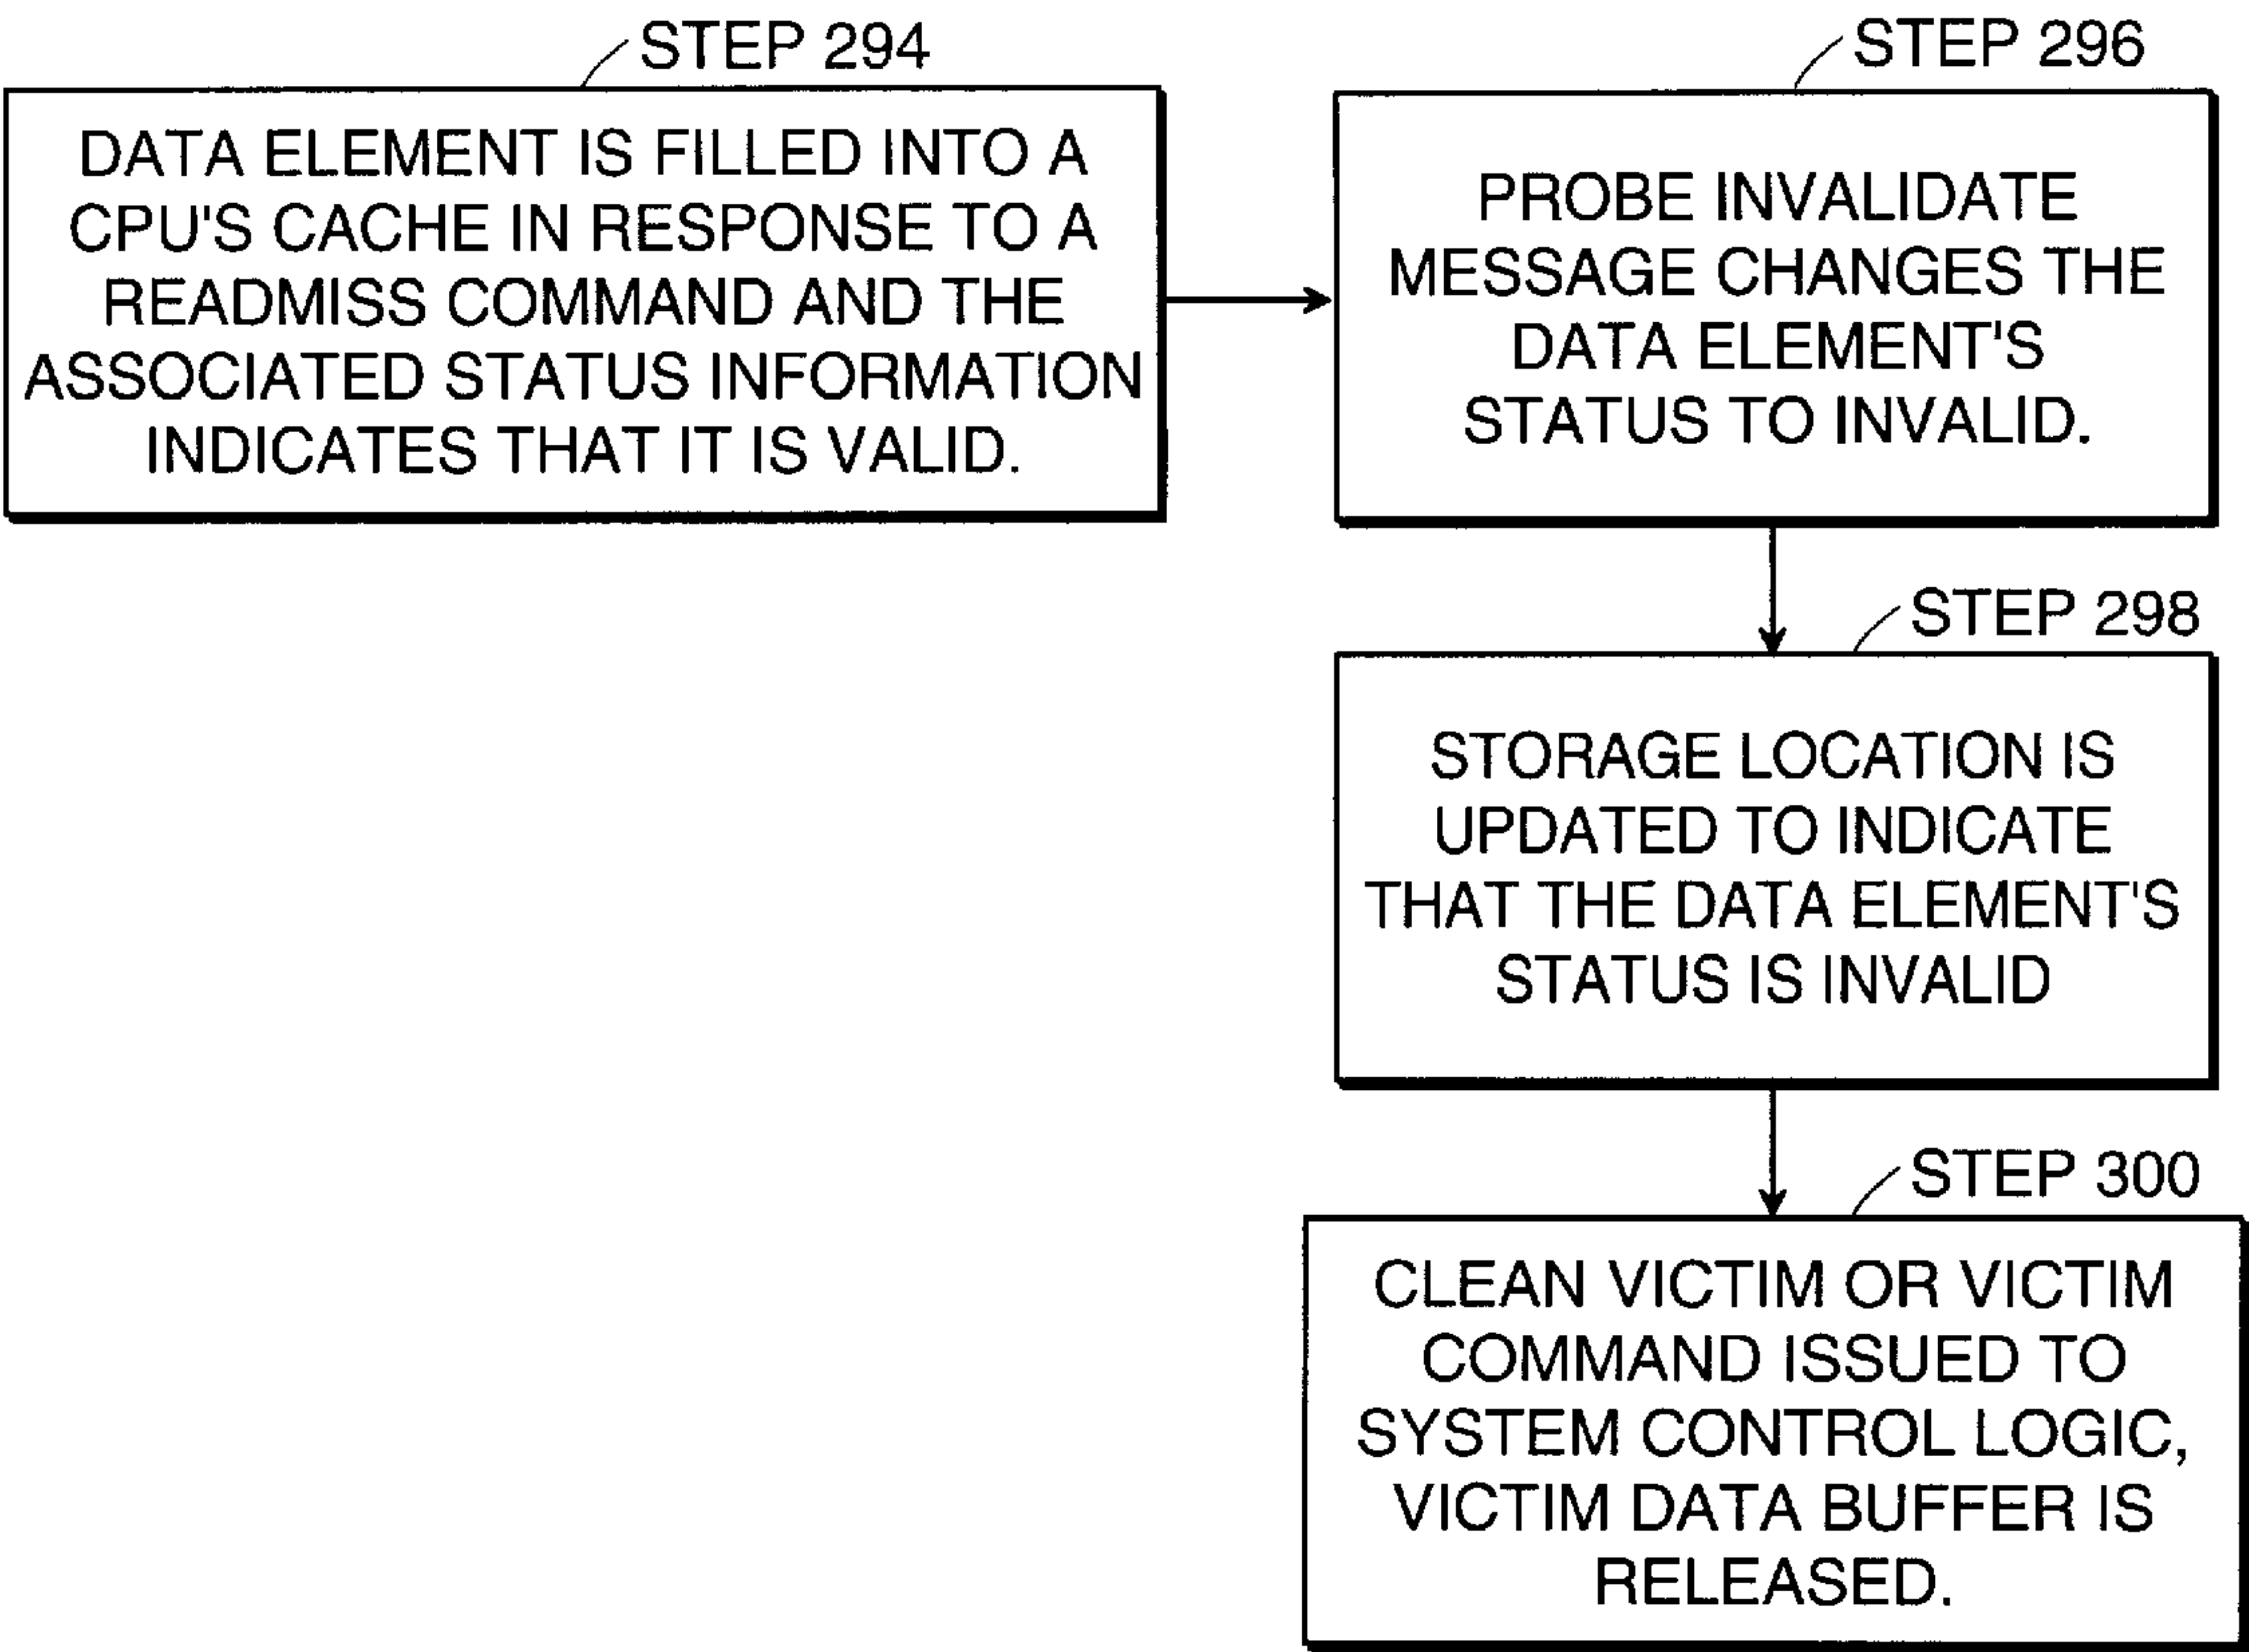 STEP 294
DATA ELEMENT IS FILLED INTO A
CPU'S CACHE IN RESPONSE TO A
READMISS COMMAND AND THE
ASSOCIATED STATUS INFORMATION
INDICATES THAT IT IS VALID.
STEP 296
PROBE INVALIDATE
MESSAGE CHANGES THE
DATA ELEMENT'S
STATUS TO INVALID.
STEP 298
STORAGE LOCATION IS
UPDATED TO INDICATE
THAT THE DATA ELEMENT'S
STATUS IS INVALID
STEP 300
CLEAN VICTIM OR VICTIM
COMMAND ISSUED TO
SYSTEM CONTROL LOGIC,
VICTIM DATA BUFFER IS
RELEASED.